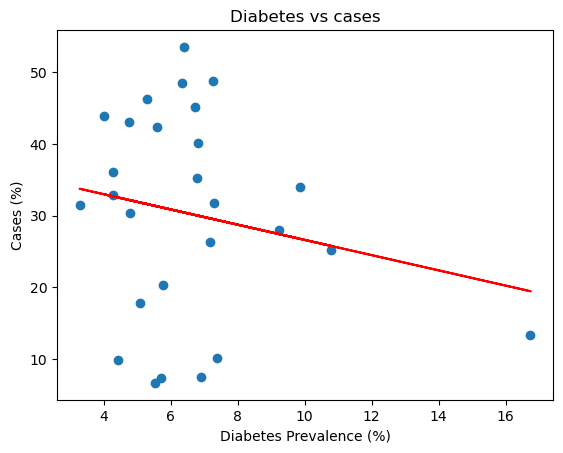 Diabetes vs cases
50
40
30
20
10
Cases (%)
4 6 8 10 12 14 16
Diabetes Prevalence (%)